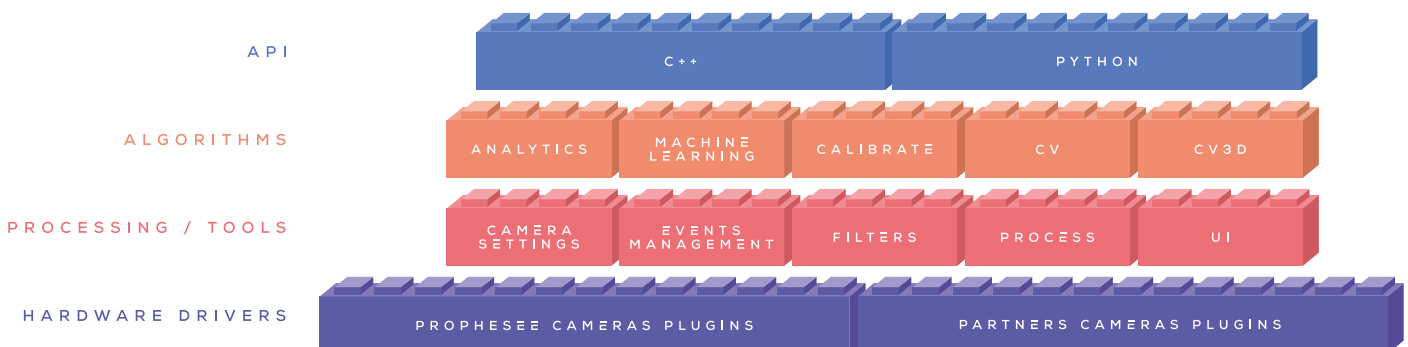 API
C++
PYTHON
ALGORITHMS
ANALYTICS
MACHINE
LEARNING
CALIBRATE
CV
CV3D
PROCESSING / TOOLS
CAMERA
SETTINGS
EVENTS
MANAGEMENT
FILTERS
PROCESS
UI
HARDWARE DRIVERS
PROPHESEE CAMERAS PLUGINS
PARTNERS CAMERAS PLUGINS